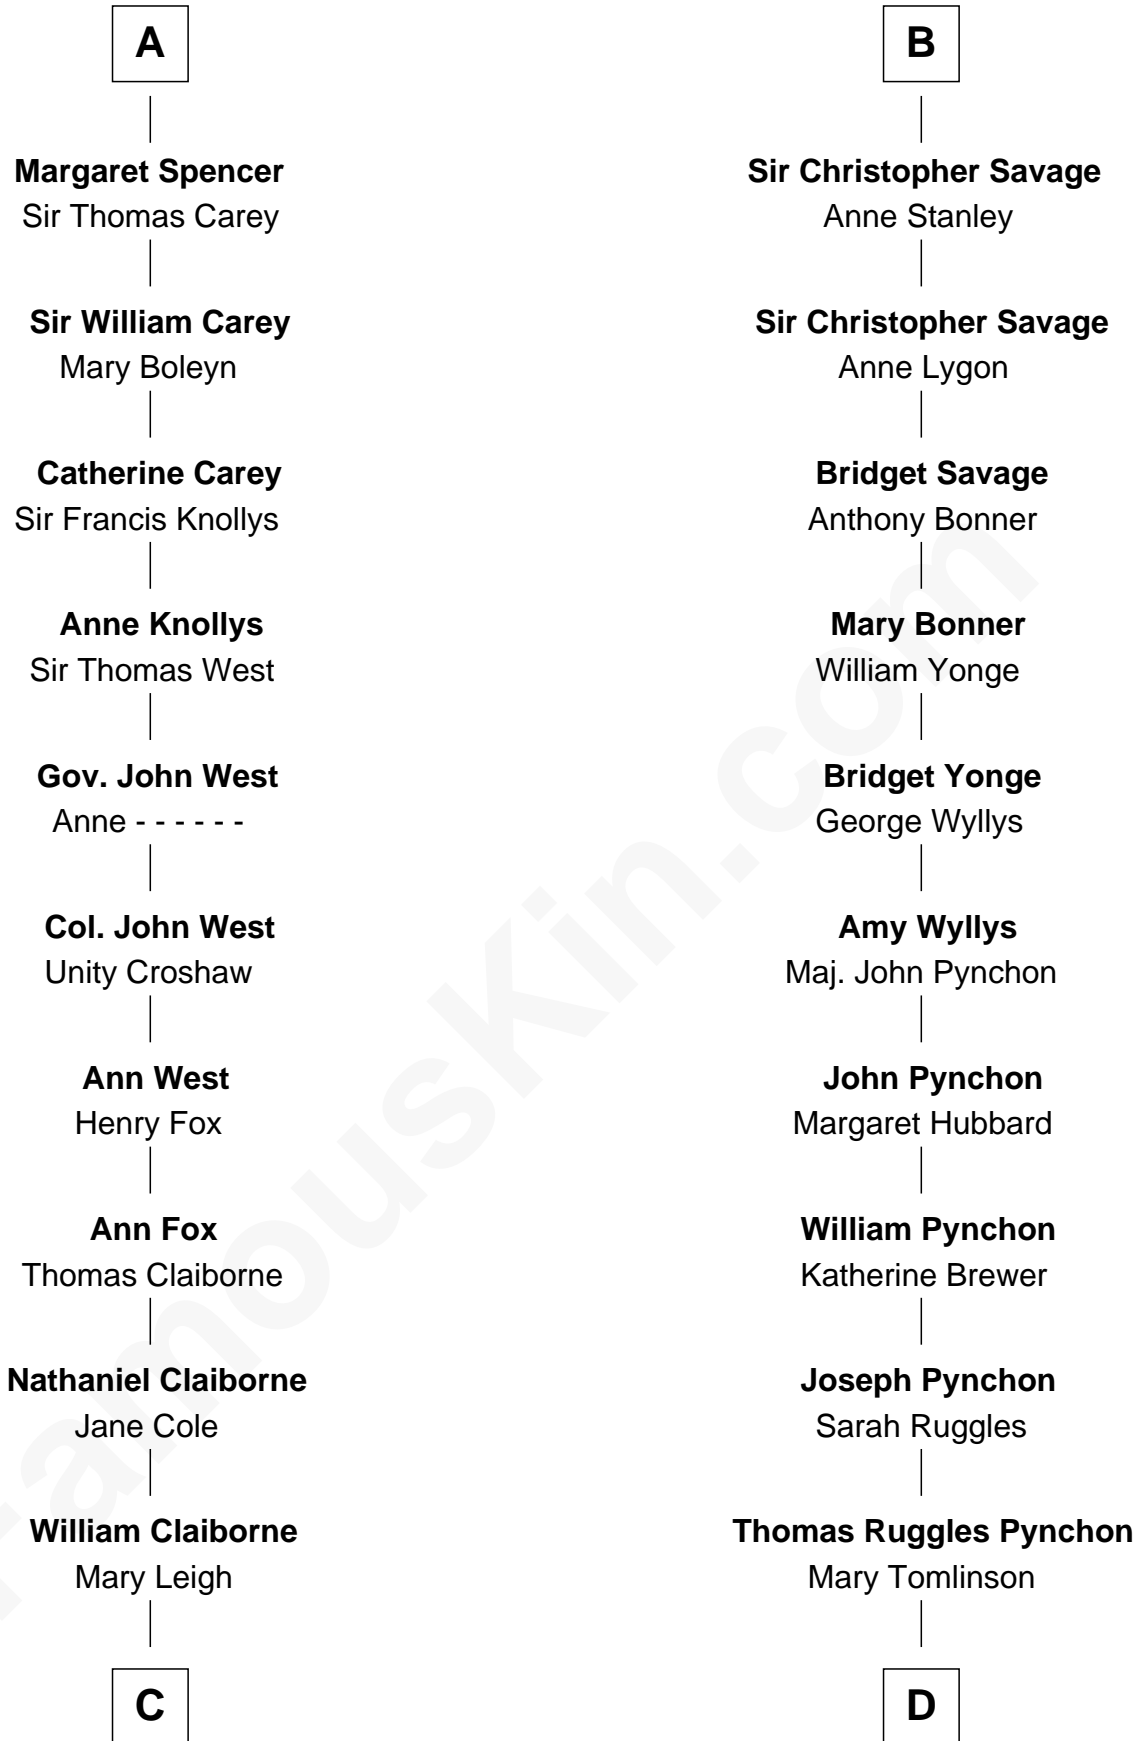 A
Margaret Spencer
Sir Thomas Carey
Sir William Carey
Mary Boleyn
Catherine Carey
Sir Francis Knollys
Anne Knollys
Sir Thomas West
Gov. John West
Anne - - - - - -
Col. John West
Unity Croshaw
Ann West
Henry Fox
Ann Fox
Thomas Claiborne
Nathaniel Claiborne
Jane Cole
William Claiborne
Mary Leigh
C
B
Sir Christopher Savage
Anne Stanley
Sir Christopher Savage
Anne Lygon
Bridget Savage
Anthony Bonner
Mary Bonner
William Yonge
Bridget Yonge
George Wyllys
Amy Wyllys
Maj. John Pynchon
John Pynchon
Margaret Hubbard
William Pynchon
Katherine Brewer
Joseph Pynchon
Sarah Ruggles
Thomas Ruggles Pynchon
Mary Tomlinson
D
FamousKin.com